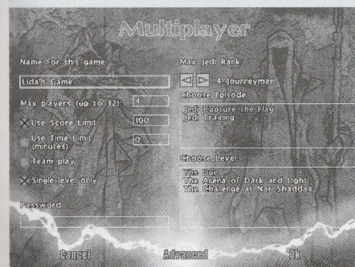 Multiplayer
Name for this game
Lida's Game
Max players (up to 32): 4
Use Score Limit 100
Use Time Limit 0
(minutes)
Team play
Single-level only
Password
Max Jedi Rank
4-Journeyman
Choose Episode
Jedi Capture the Flag
Jedi Training
Choose Level
The Duel
The Arena of Dark and Light
The Challenge at Nar Shaddaa
Cancel
Advanced
Ok